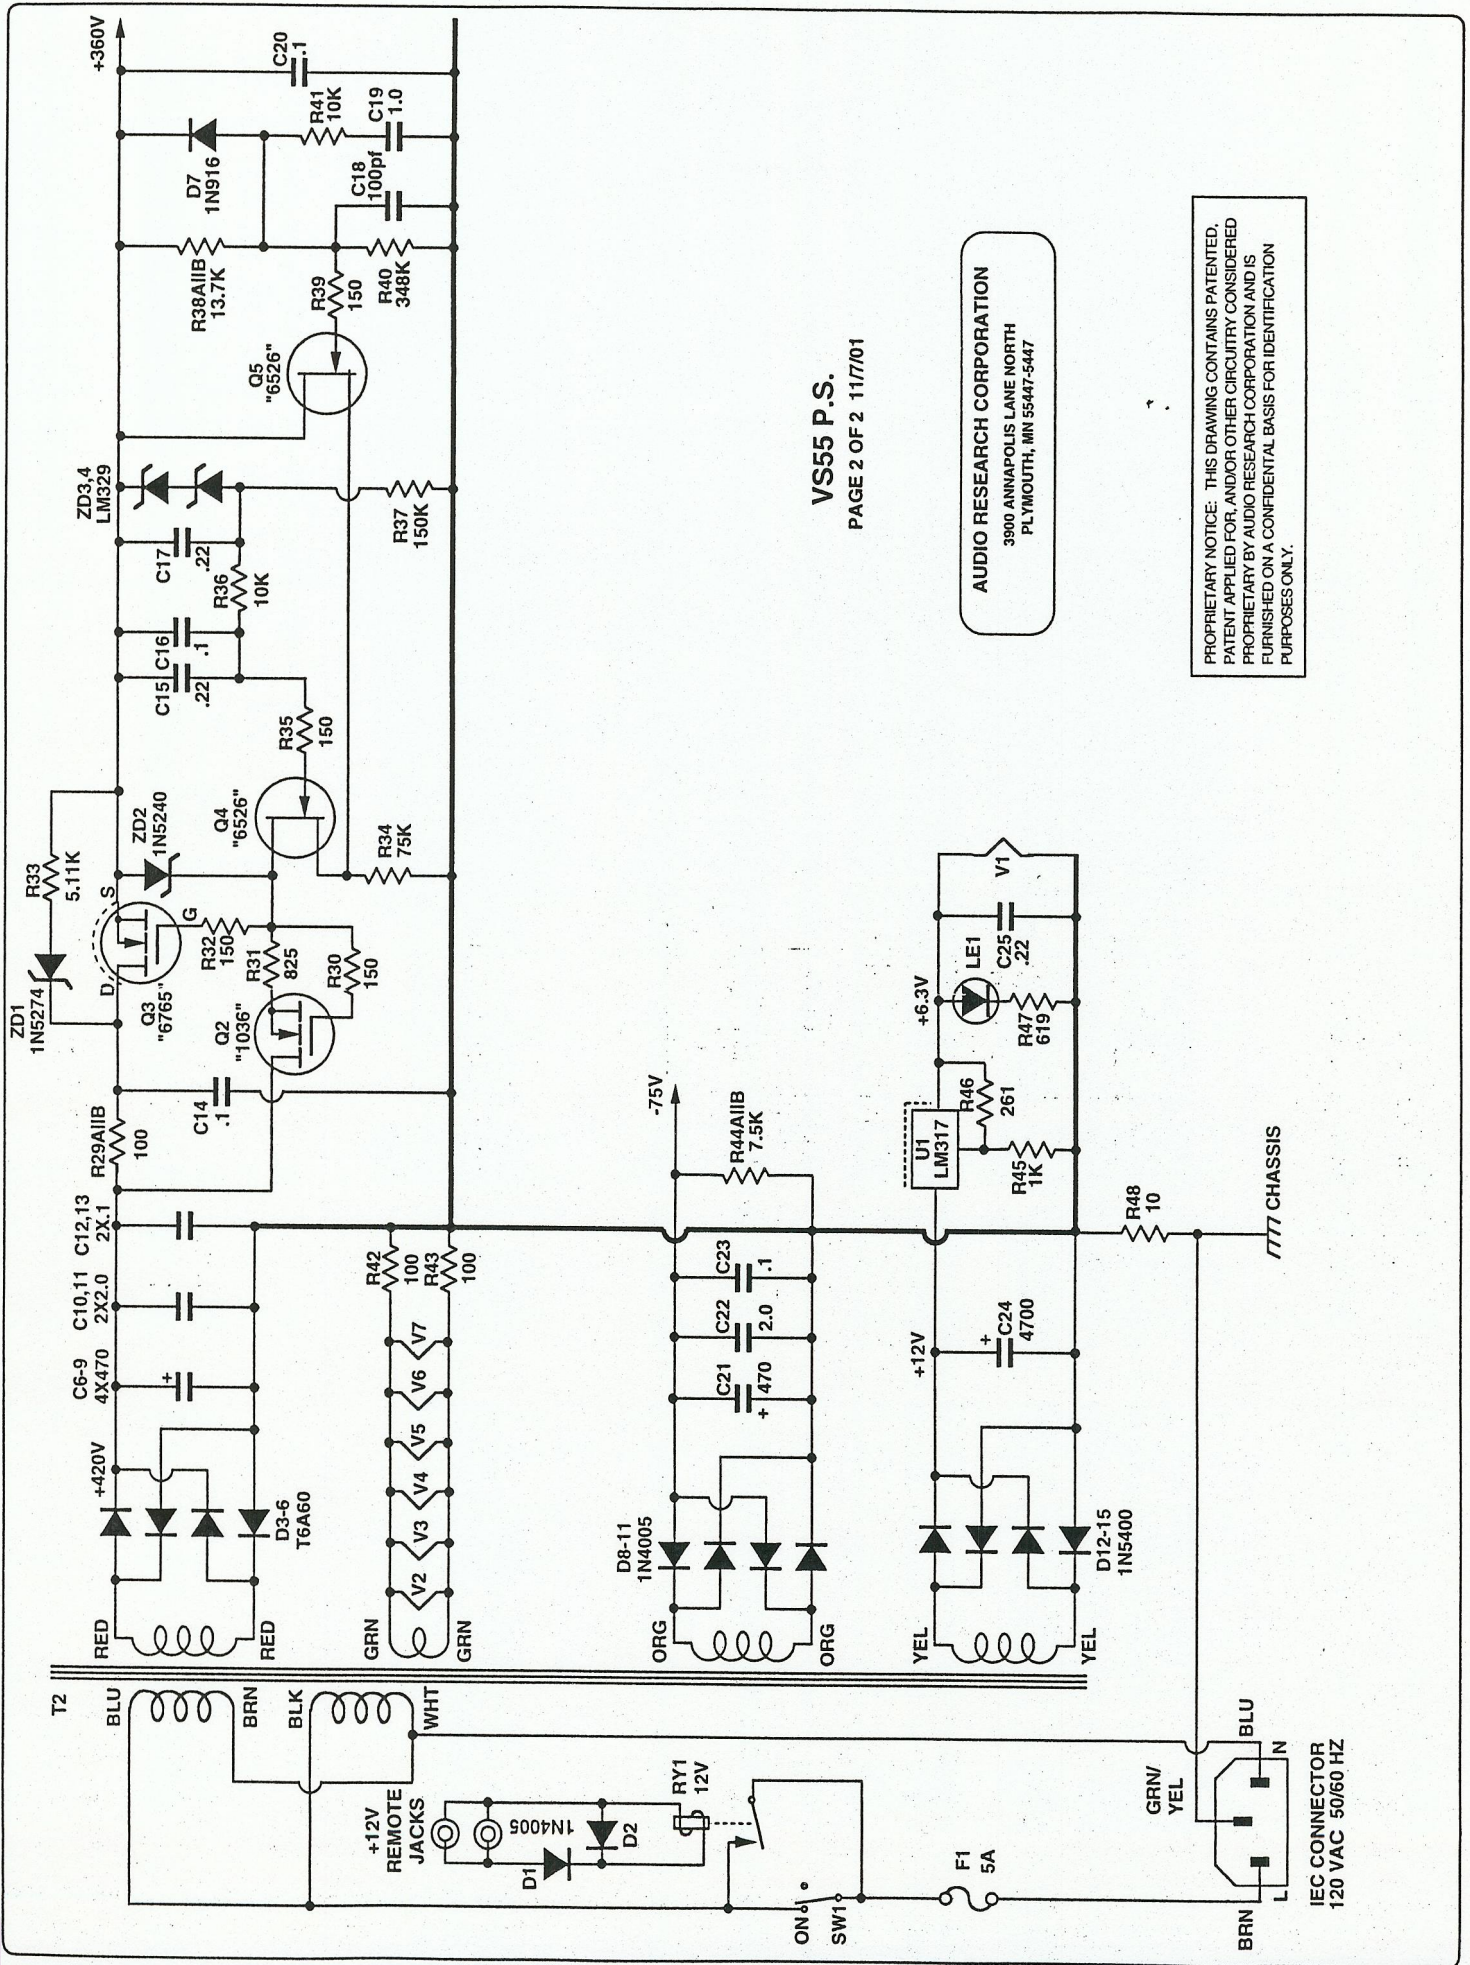 T2
BLU
BRN
BLK
WHT
+12V
REMOTE
JACKS
D1
1N4005
D2
RY1
12V
ON
SW1
F1
5A
GRN/
YEL
BLU
N
L
BRN
IEC CONNECTOR
120 VAC 50/60 HZ
RED
RED
+420V
D3-6
T6A60
C6-9
4X470
+
C10,11
2X2.0
C12,13
2X.1
R29AIIB
100
C14
.1
ZD1
1N5274
R33
5.11K
D
S
G
Q3
"6765"
Q2
"1036"
R32
150
R31
825
R30
150
ZD2
1N5240
Q4
"6526"
R34
75K
R35
150
C15
.22
C16
.1
R36
10K
C17
.22
ZD3,4
LM329
R37
150K
Q5
"6526"
R39
150
R38AIIB
13.7K
R40
348K
D7
1N916
C18
100pf
R41
10K
C19
1.0
C20
.1
+360V
GRN
GRN
V2
V3
V4
V5
V6
V7
R42
100
R43
100
ORG
ORG
D8-11
1N4005
C21
470
+
C22
2.0
C23
.1
R44AIIB
7.5K
-75V
YEL
YEL
D12-15
1N5400
+12V
+
C24
4700
U1
LM317
R45
1K
R46
261
+6.3V
LE1
R47
619
C25
.22
V1
R48
10
CHASSIS
VS55 P.S.
PAGE 2 OF 2 11/7/01
AUDIO RESEARCH CORPORATION
3900 ANNAPOLIS LANE NORTH
PLYMOUTH, MN 55447-5447
PROPRIETARY NOTICE: THIS DRAWING CONTAINS PATENTED,
PATENT APPLIED FOR, AND/OR OTHER CIRCUITRY CONSIDERED
PROPRIETARY BY AUDIO RESEARCH CORPORATION AND IS
FURNISHED ON A CONFIDENTAL BASIS FOR IDENTIFICATION
PURPOSES ONLY.